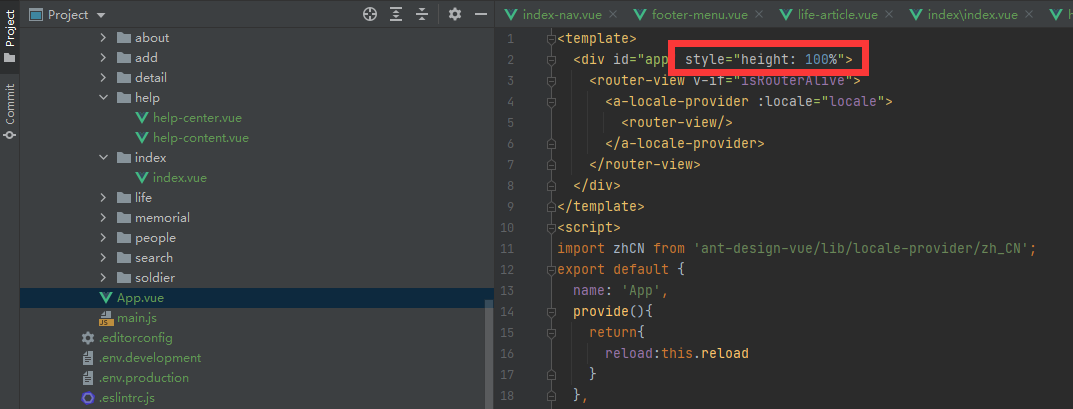 Project
Commit
Project
about
add
detail
help
help-center.vue
help-content.vue
index
index.vue
life
memorial
people
search
soldier
App.vue
main.js
.editorconfig
.env.development
.env.production
.eslintrc.js
index-nav.vue footer-menu.vue life-article.vue index\index.vue
1 <template>
2 <div id="app style="height: 100%">
3 <router-view v-if="isRouterAlive">
4 <a-locale-provider :locale="locale">
5 <router-view/>
6 </a-locale-provider>
7 </router-view>
8 </div>
9 </template>
10 <script>
11 import zhCN from 'ant-design-vue/lib/locale-provider/zh_CN';
12 export default {
13 name: 'App',
14 provide(){
15 return{
16 reload:this.reload
17 }
18 },